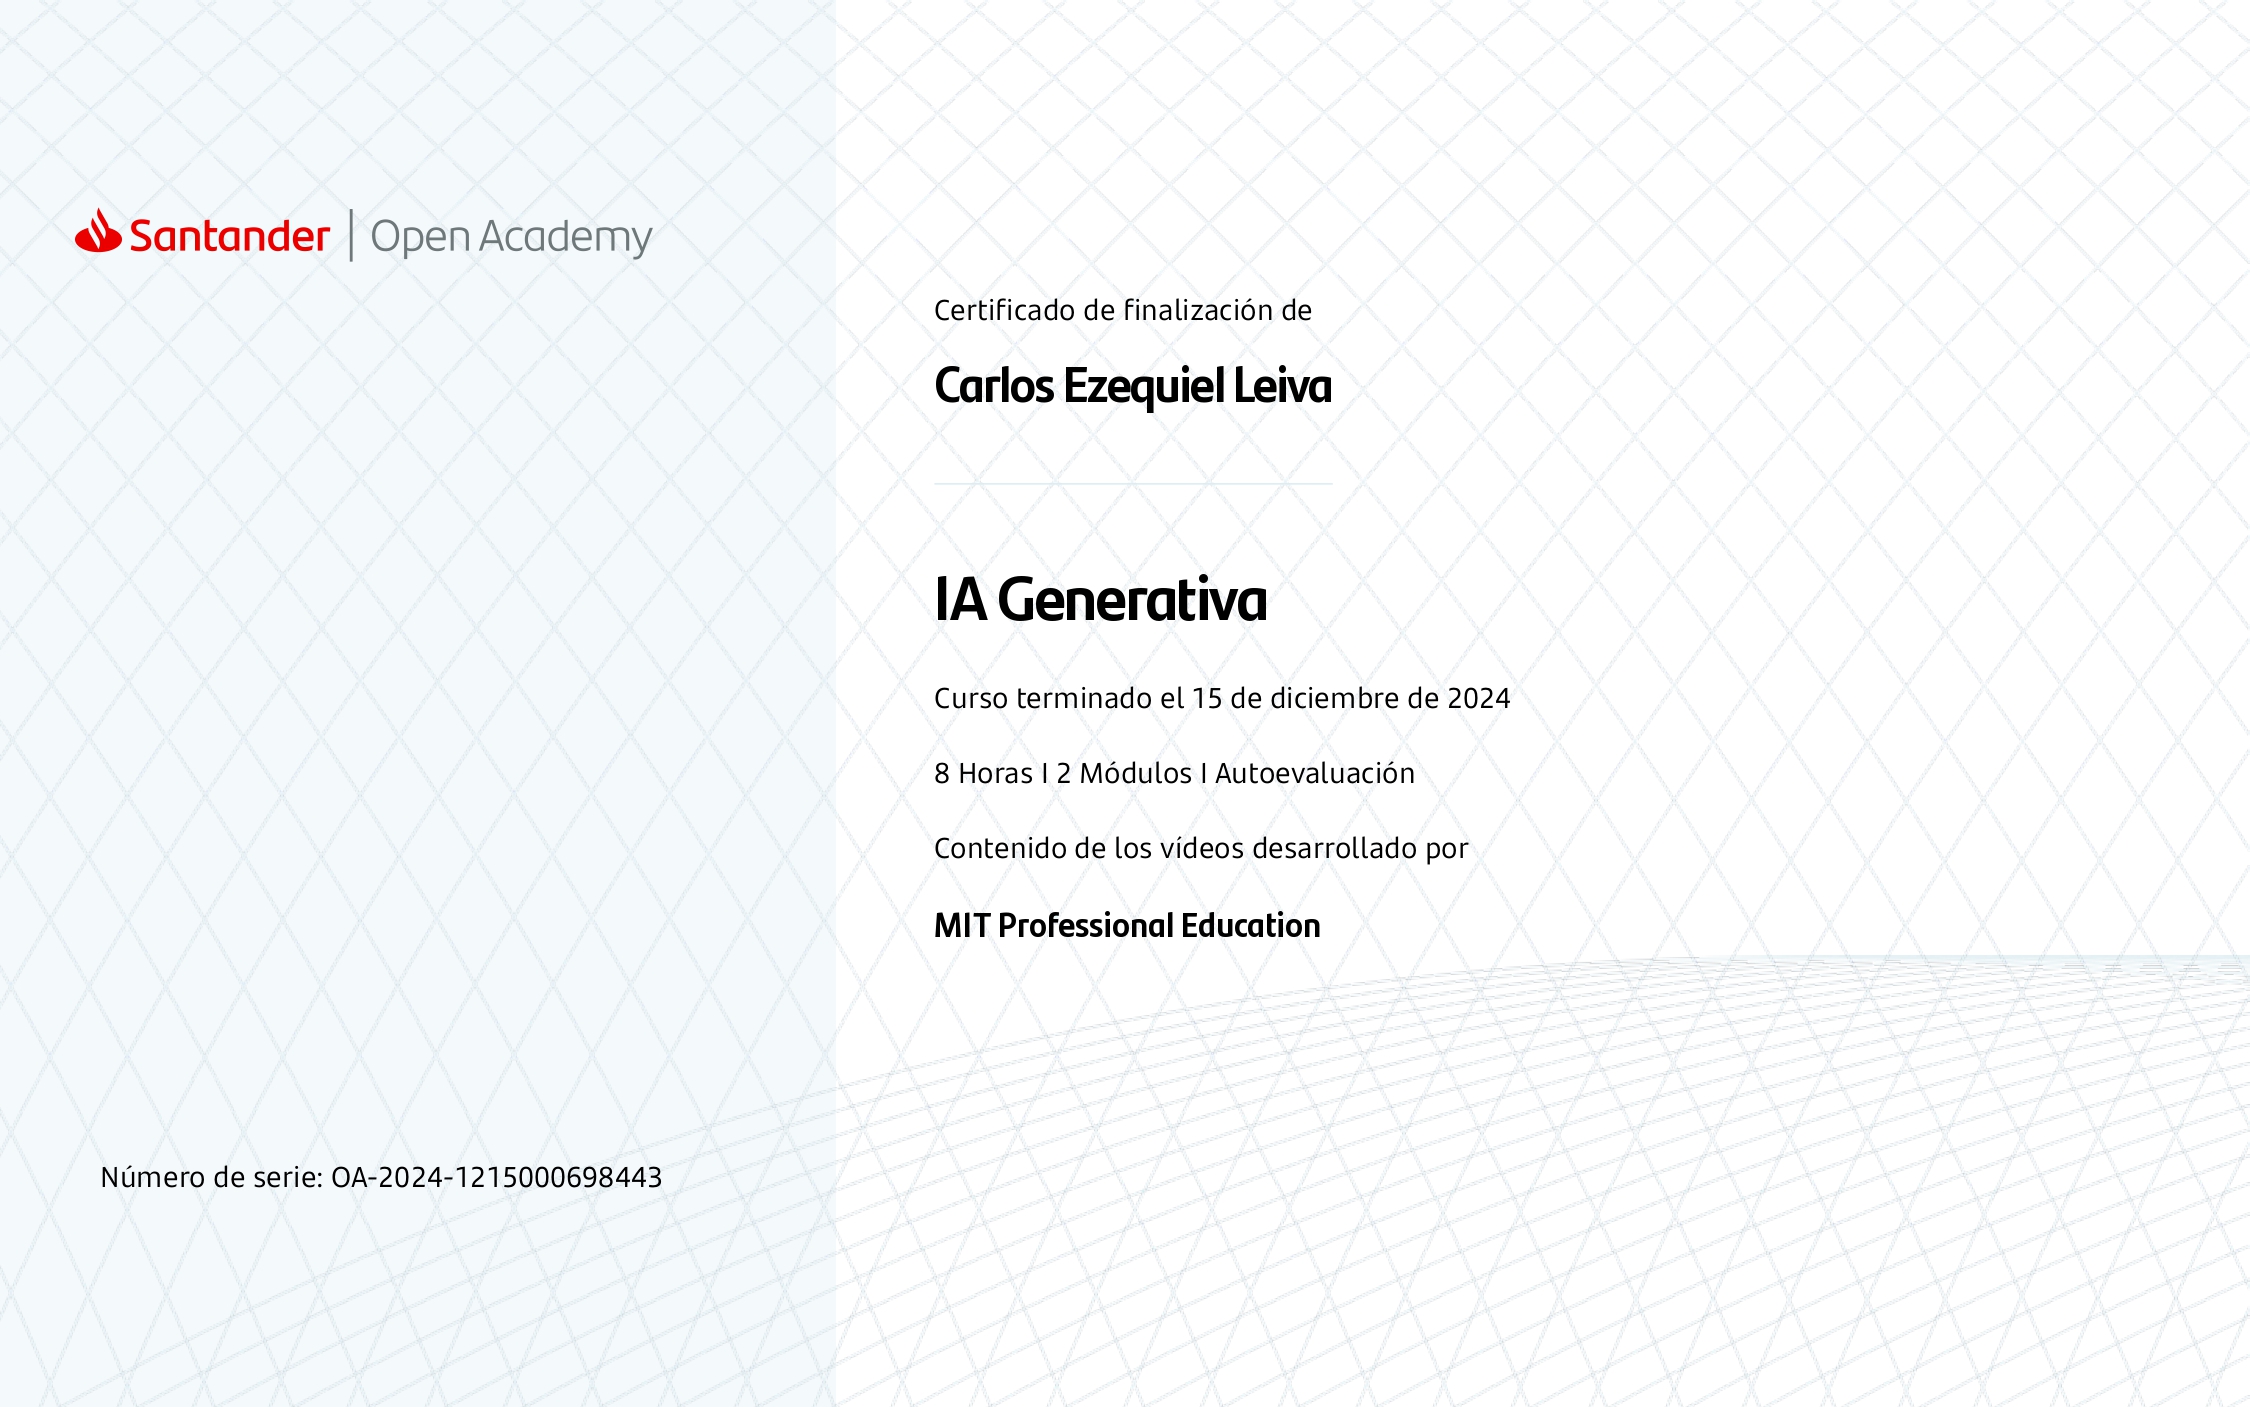 Santander | Open Academy
Certificado de finalización de
Carlos Ezequiel Leiva
IA Generativa
Curso terminado el 15 de diciembre de 2024
8 Horas I 2 Módulos I Autoevaluación
Contenido de los vídeos desarrollado por
MIT Professional Education
Número de serie: OA-2024-1215000698443